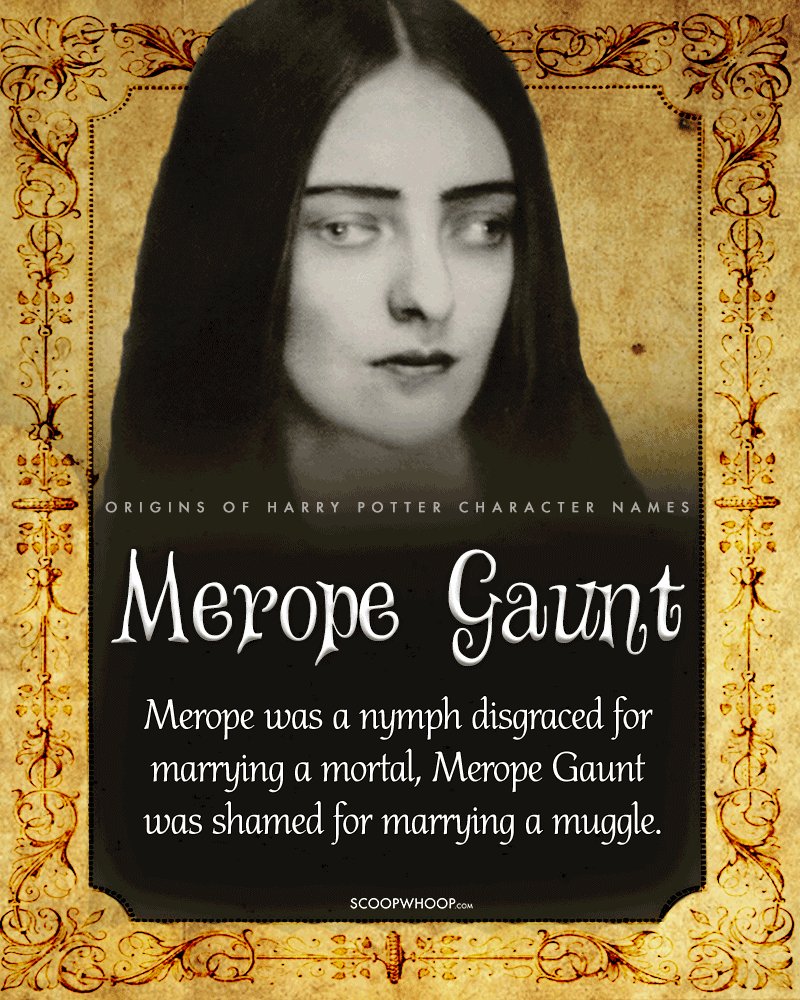 ORIGINS OF HARRY POTTER CHARACTER NAMES
Merope Gaunt
Merope was a nymph disgraced for
marrying a mortal, Merope Gaunt
was shamed for marrying a muggle.
SCOOPWHOOP.COM